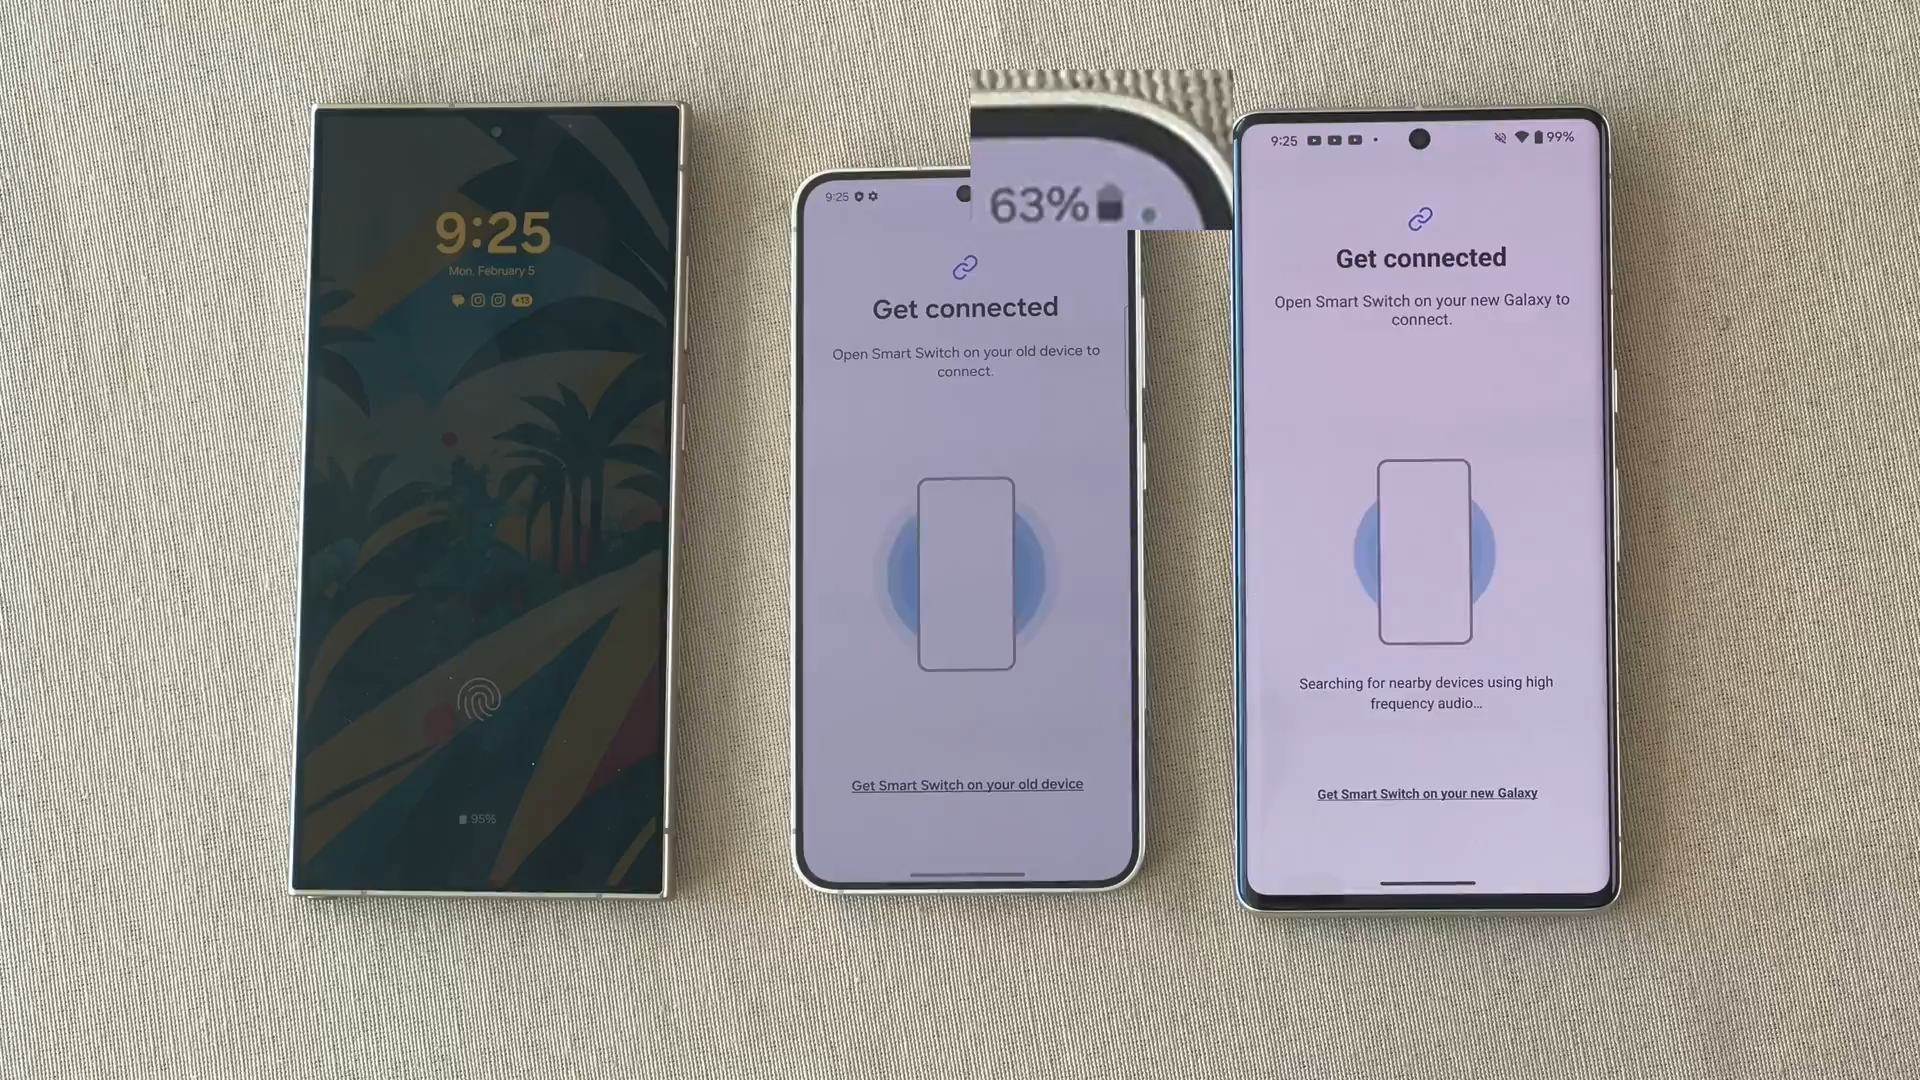 9:25
Mon, February 5
+13
95%
9:25
63%
Get connected
Open Smart Switch on your old device to
connect.
Get Smart Switch on your old device
9:25
99%
Get connected
Open Smart Switch on your new Galaxy to
connect.
Searching for nearby devices using high
frequency audio...
Get Smart Switch on your new Galaxy